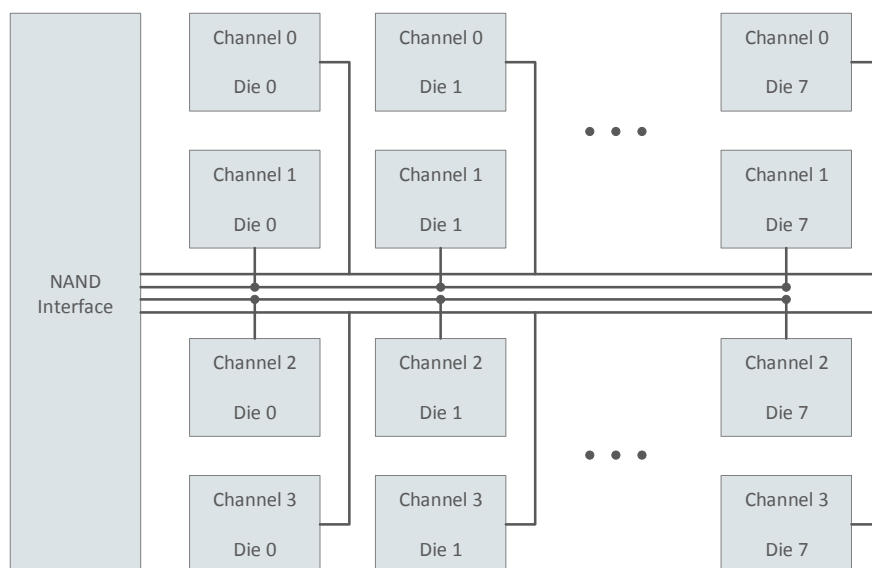 Channel 0
Die 0
Channel 0
Die 1
Channel 0
Die 7
Channel 1
Die 0
Channel 1
Die 1
Channel 1
Die 7
NAND
Interface
Channel 2
Die 0
Channel 2
Die 1
Channel 2
Die 7
Channel 3
Die 0
Channel 3
Die 1
Channel 3
Die 7